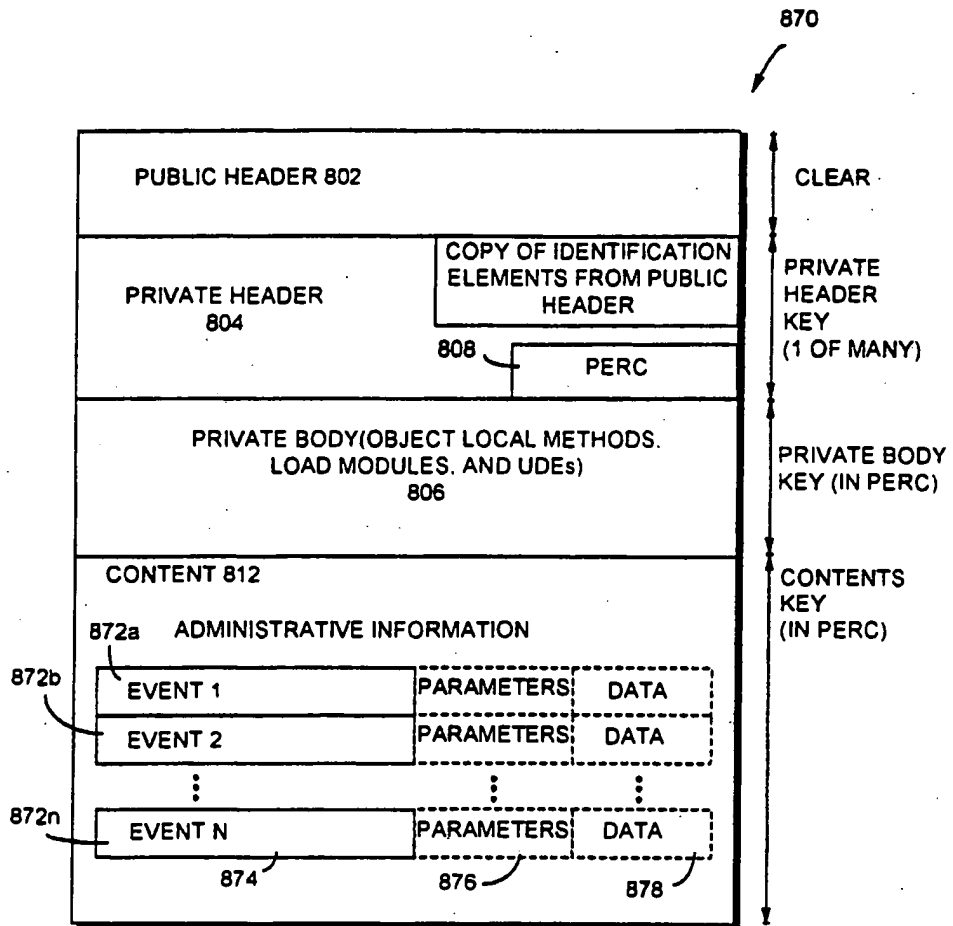 870
PUBLIC HEADER 802
CLEAR
COPY OF IDENTIFICATION
ELEMENTS FROM PUBLIC
HEADER
PRIVATE HEADER
804
PRIVATE
HEADER
KEY
(1 OF MANY)
808
PERC
PRIVATE BODY(OBJECT LOCAL METHODS.
LOAD MODULES. AND UDEs)
806
PRIVATE BODY
KEY (IN PERC)
CONTENT 812
CONTENTS
KEY
(IN PERC)
872a
ADMINISTRATIVE INFORMATION
872b
EVENT 1 PARAMETERS DATA
EVENT 2 PARAMETERS DATA
872n
EVENT N PARAMETERS DATA
874 876 878